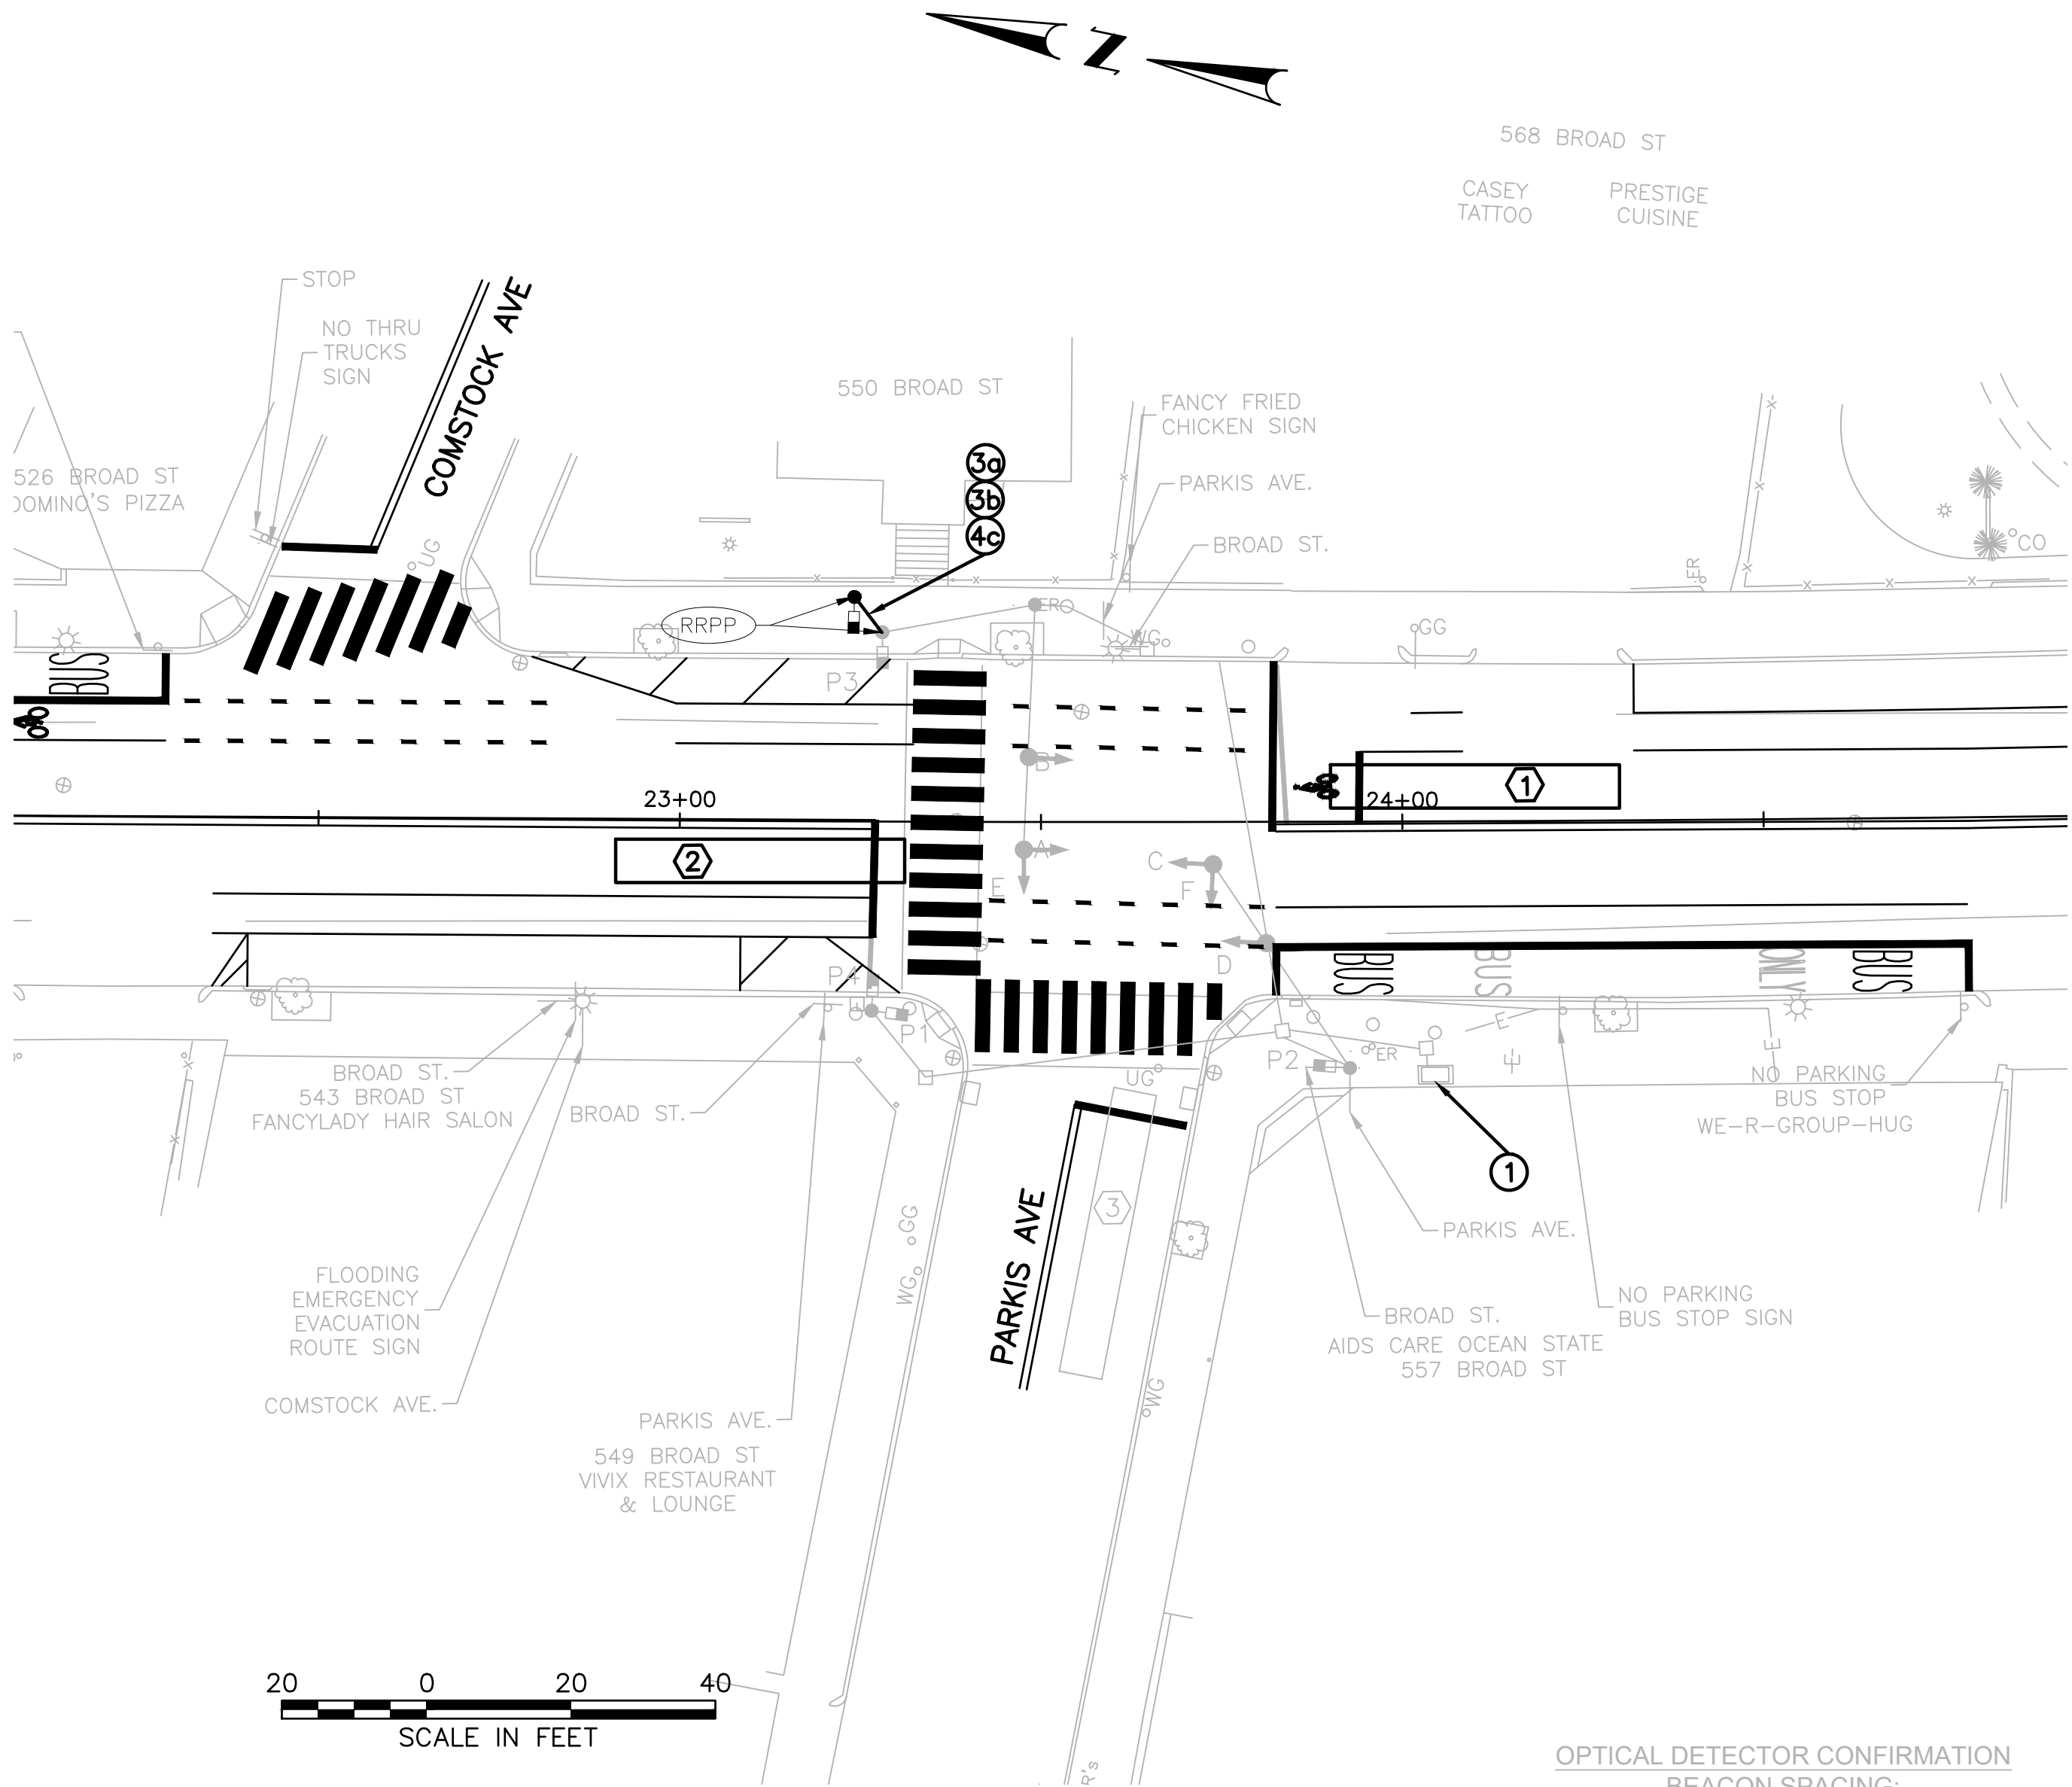 N
568 BROAD ST
CASEY
TATTOO
PRESTIGE
CUISINE
STOP
NO THRU
TRUCKS
SIGN
COMSTOCK AVE
550 BROAD ST
FANCY FRIED
CHICKEN SIGN
PARKIS AVE.
BROAD ST.
3a
3b
4c
526 BROAD ST
DOMINO'S PIZZA
UG
CO
ER
ER
RRPP
WG
GG
P3
BUS
B
23+00
24+00
1
2
A
C
E
F
D
P4
P1
P2
BUS
BUS
ONLY
BUS
E
E
ER
UG
BROAD ST.
543 BROAD ST
FANCYLADY HAIR SALON
BROAD ST.
NO PARKING
BUS STOP
WE-R-GROUP-HUG
1
3
PARKIS AVE
GG
WG
WG
PARKIS AVE.
FLOODING
EMERGENCY
EVACUATION
ROUTE SIGN
NO PARKING
BUS STOP SIGN
BROAD ST.
AIDS CARE OCEAN STATE
557 BROAD ST
COMSTOCK AVE.
PARKIS AVE.
549 BROAD ST
VIVIX RESTAURANT
& LOUNGE
20 0 20 40
SCALE IN FEET
R's
OPTICAL DETECTOR CONFIRMATION
BEACON SPACING: